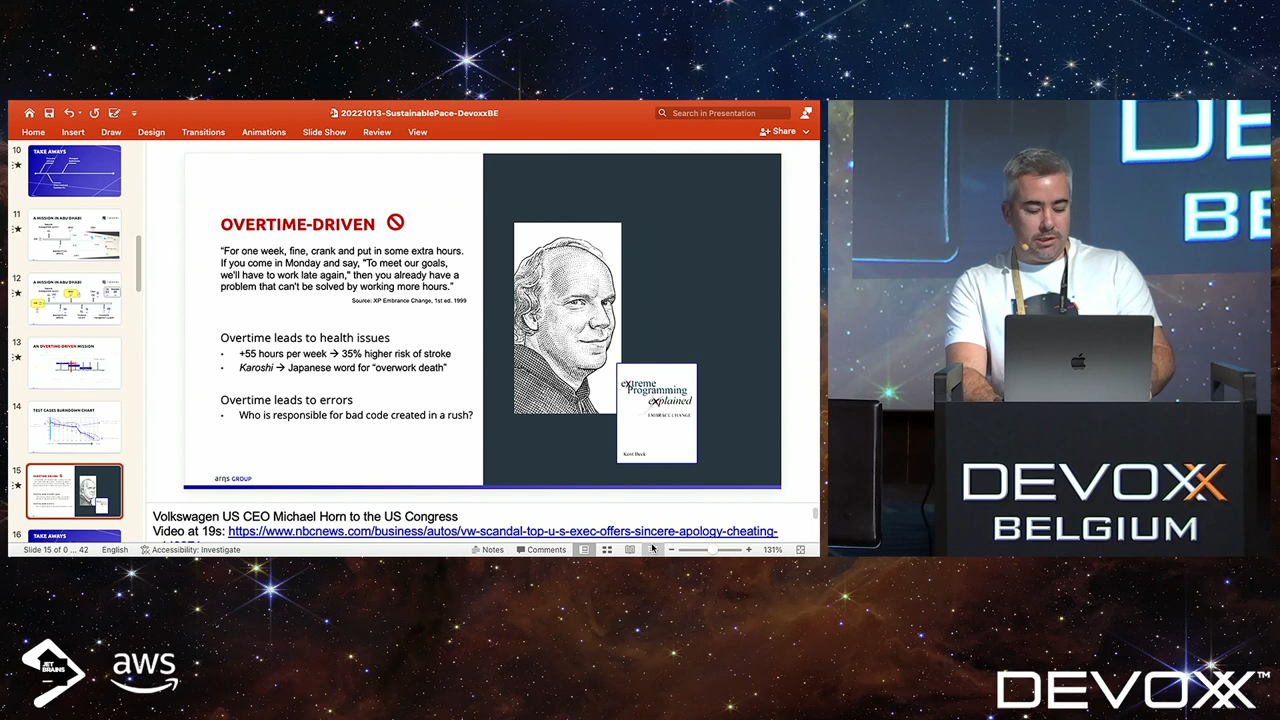 20221013-SustainablePace-DevoxxBE
Search in Presentation
Home Insert Draw Design Transitions Animations Slide Show Review View
Share
10
TAKE AWAYS
11
A MISSION IN ABU DHABI
12
A MISSION IN ABU DHABI
13
AN OVERTIME-DRIVEN MISSION
14
TEST CASES BURNDOWN CHART
15
16
TAKE AWAYS
OVERTIME-DRIVEN
"For one week, fine, crank and put in some extra hours.
If you come in Monday and say, "To meet our goals,
we'll have to work late again," then you already have a
problem that can't be solved by working more hours."
Source: XP Embrance Change, 1st ed. 1999
Overtime leads to health issues
• +55 hours per week → 35% higher risk of stroke
• Karoshi → Japanese word for "overwork death"
Overtime leads to errors
• Who is responsible for bad code created in a rush?
extreme
Programming
explained
EMBRACE CHANGE
Kent Beck
arηs GROUP
Volkswagen US CEO Michael Horn to the US Congress
Video at 19s: https://www.nbcnews.com/business/autos/vw-scandal-top-u-s-exec-offers-sincere-apology-cheating-
Slide 15 of 0 ... 42 English Accessibility: Investigate Notes Comments 131%
DE
BE
DEVOXX
BELGIUM
JET
BRAINS
aws
DEVOXX™